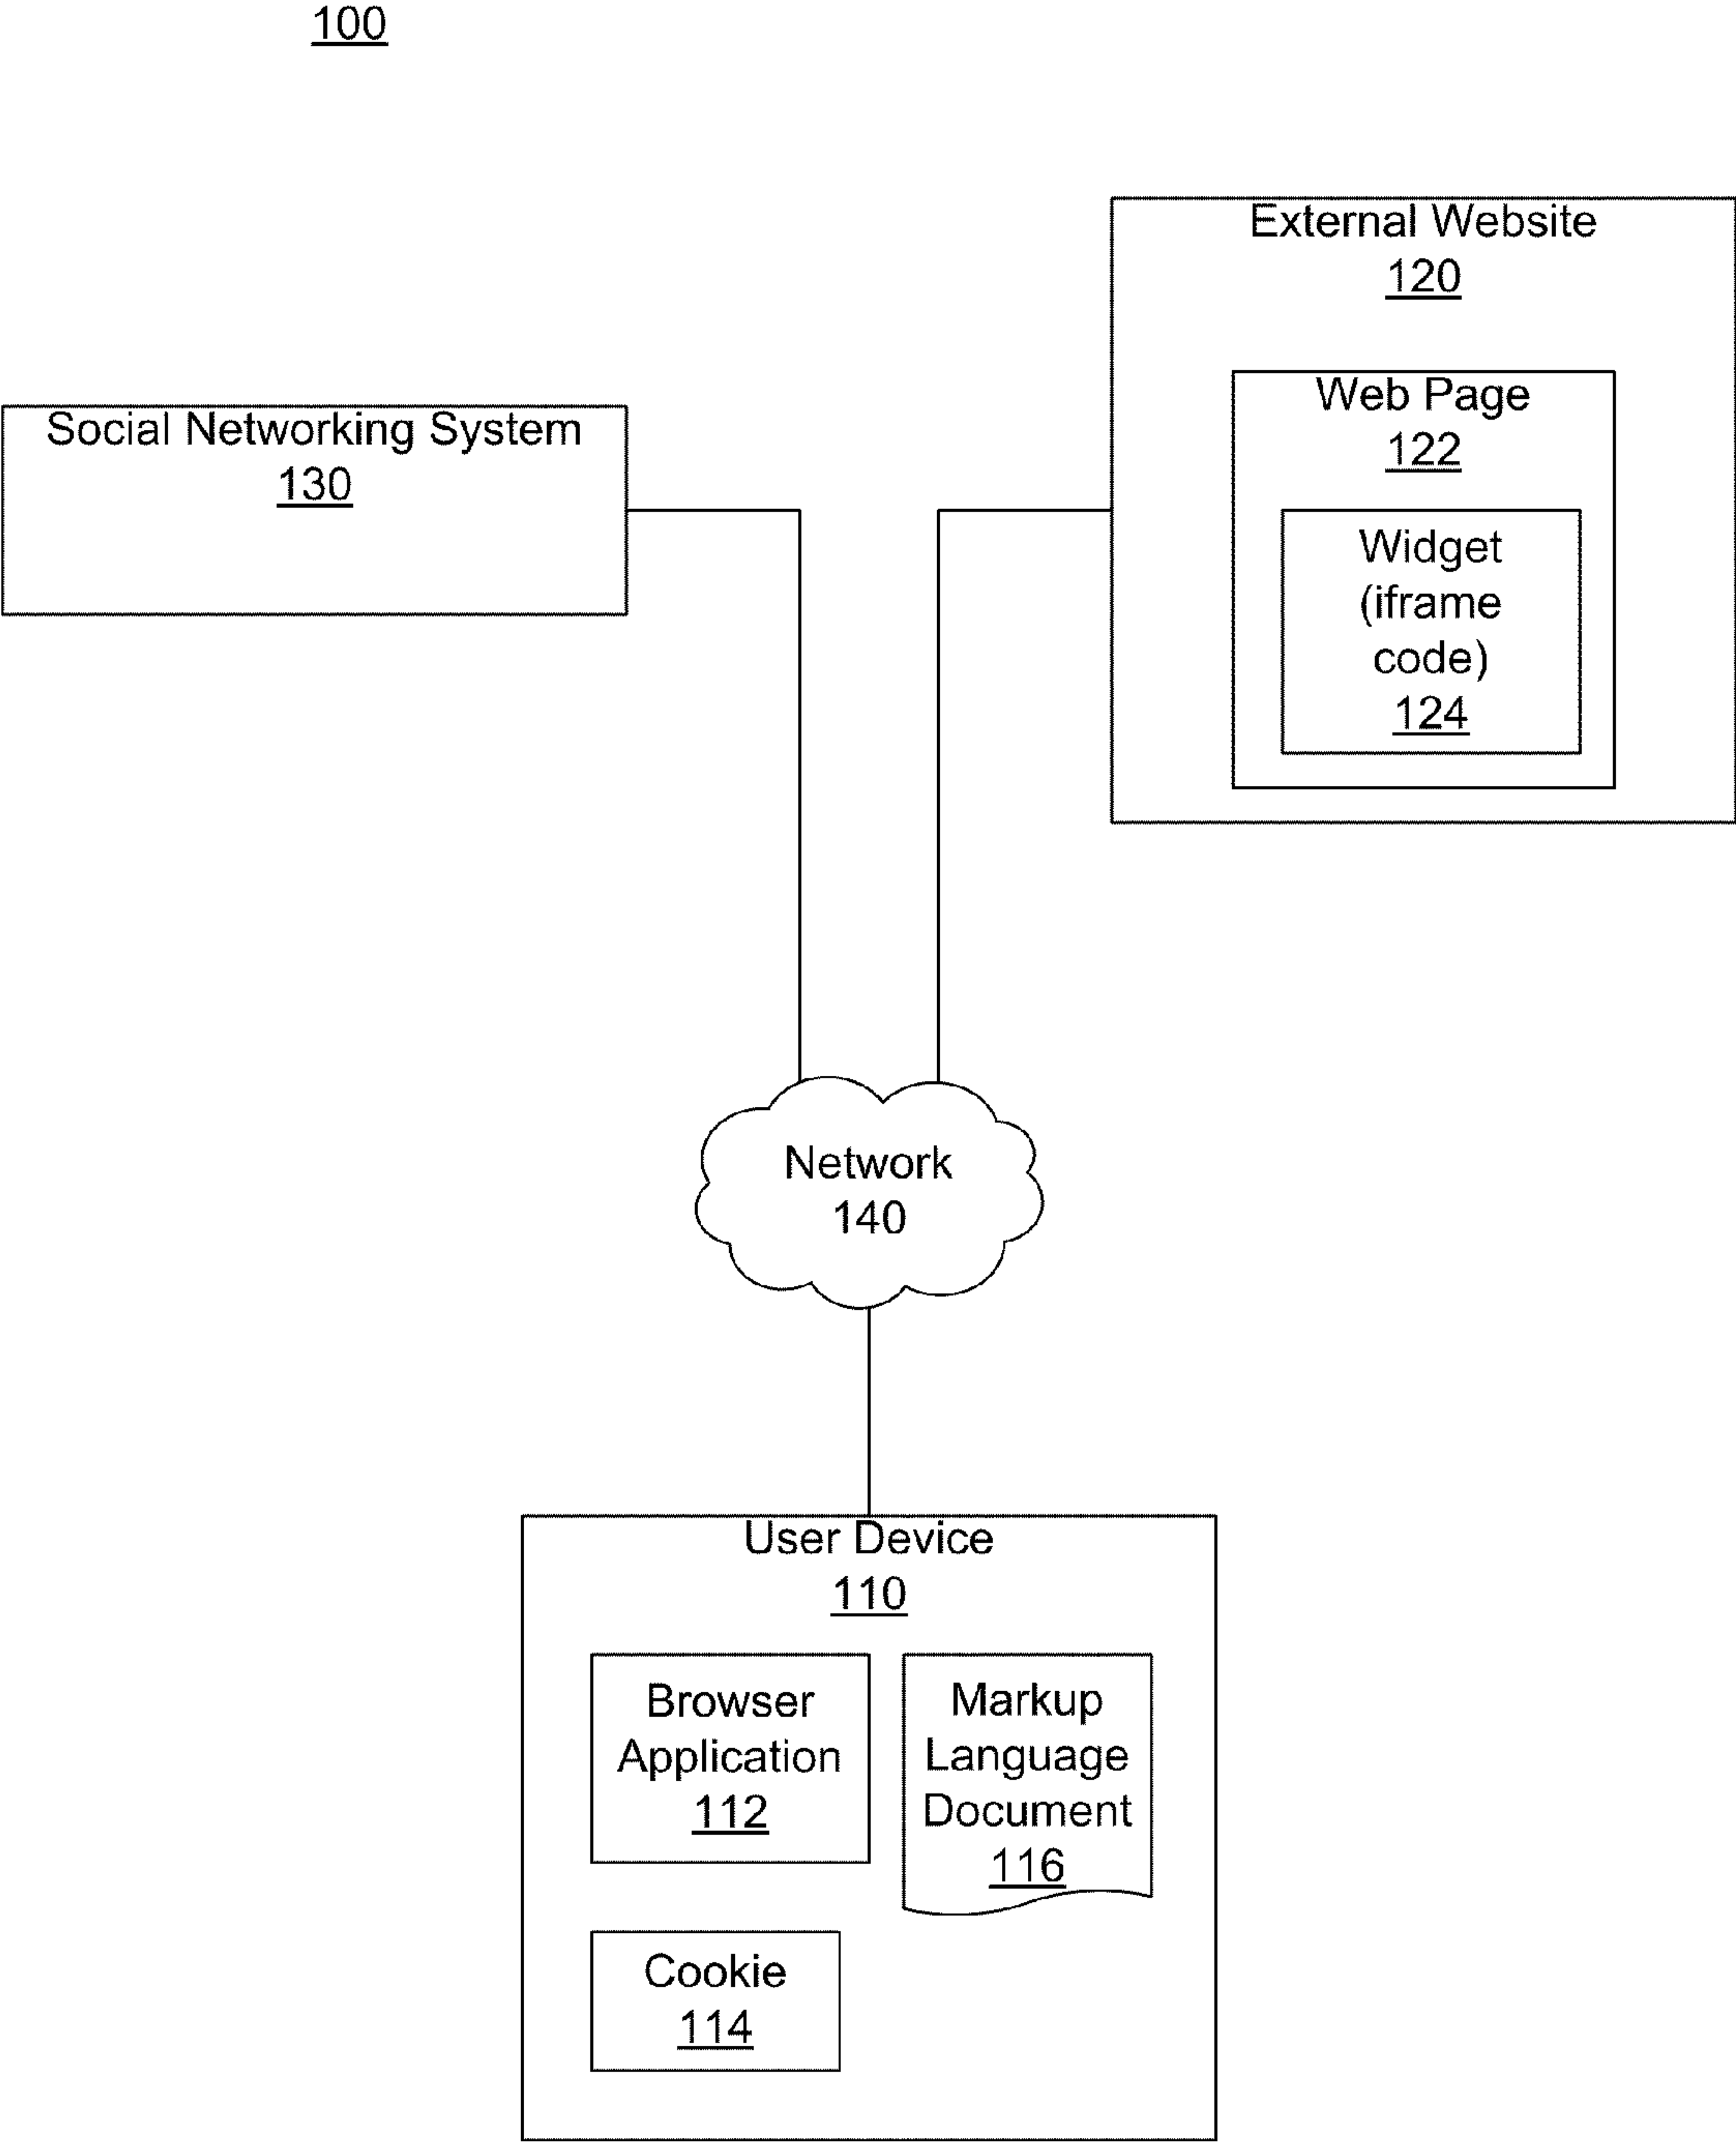 100
External Website
120
Web Page
122
Widget
(iframe
code)
124
Social Networking System
130
Network
140
User Device
110
Browser
Application
112
Markup
Language
Document
116
Cookie
114